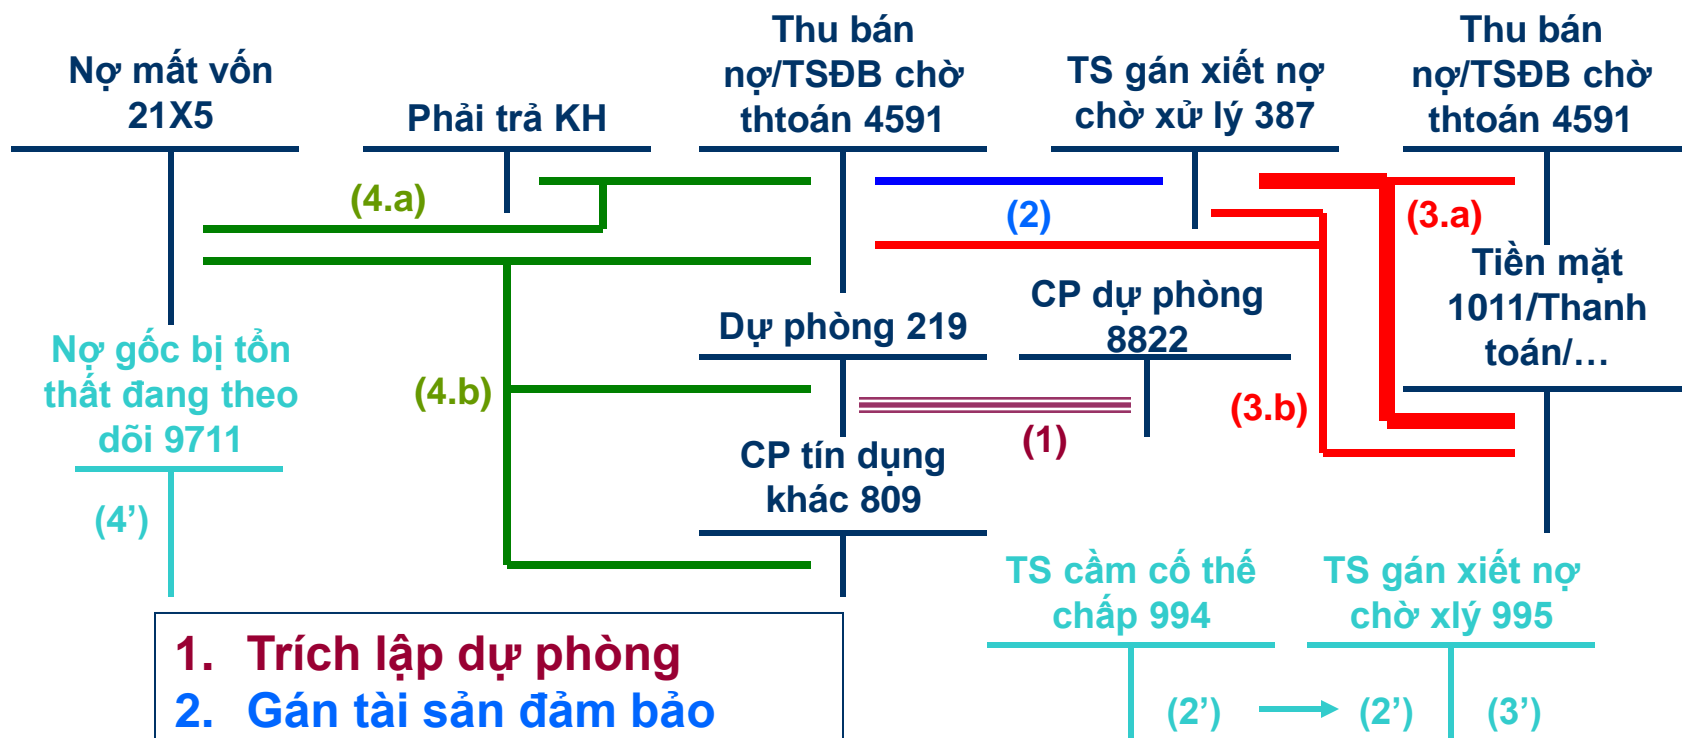 Nợ mất vốn
21X5
Phải trả KH
Thu bán
nợ/TSĐB chờ
thtoán 4591
TS gán xiết nợ
chờ xử lý 387
Thu bán
nợ/TSĐB chờ
thtoán 4591
(4.a)
(2)
(3.a)
Tiền mặt
1011/Thanh
toán/…
CP dự phòng
8822
Dự phòng 219
Nợ gốc bị tổn
thất đang theo
dõi 9711
(4.b)
(3.b)
(1)
CP tín dụng
khác 809
(4’)
TS cầm cố thế
chấp 994
TS gán xiết nợ
chờ xlý 995
1. Trích lập dự phòng
2. Gán tài sản đảm bảo
(2’)
(2’)
(3’)